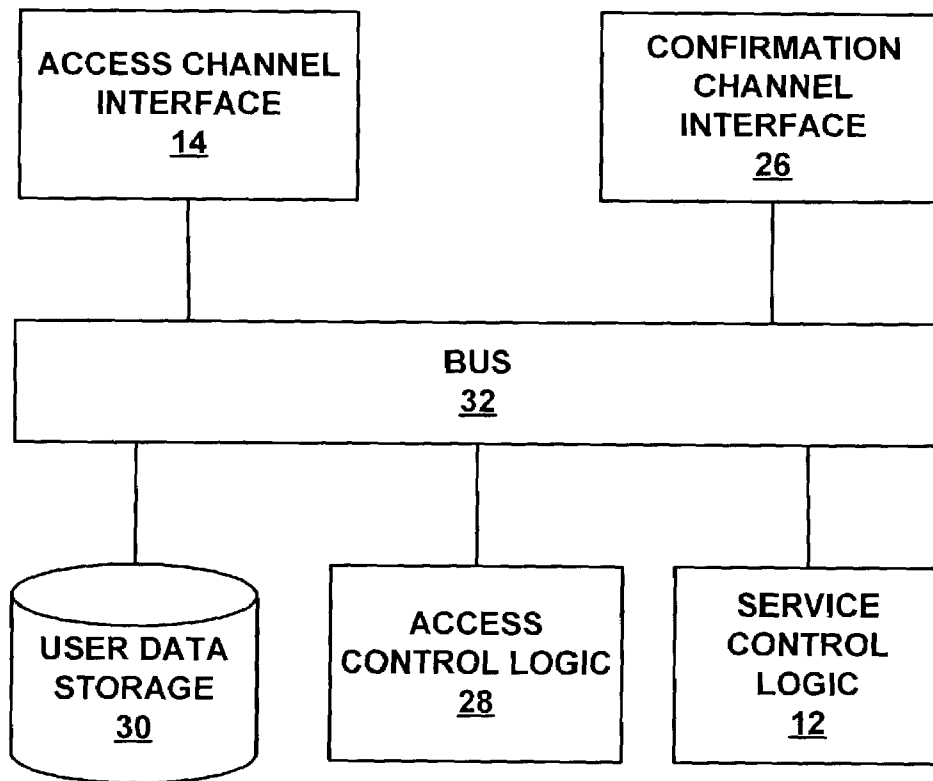 ACCESS CHANNEL
INTERFACE
14
CONFIRMATION
CHANNEL
INTERFACE
26
BUS
32
USER DATA
STORAGE
30
ACCESS
CONTROL LOGIC
28
SERVICE
CONTROL
LOGIC
12